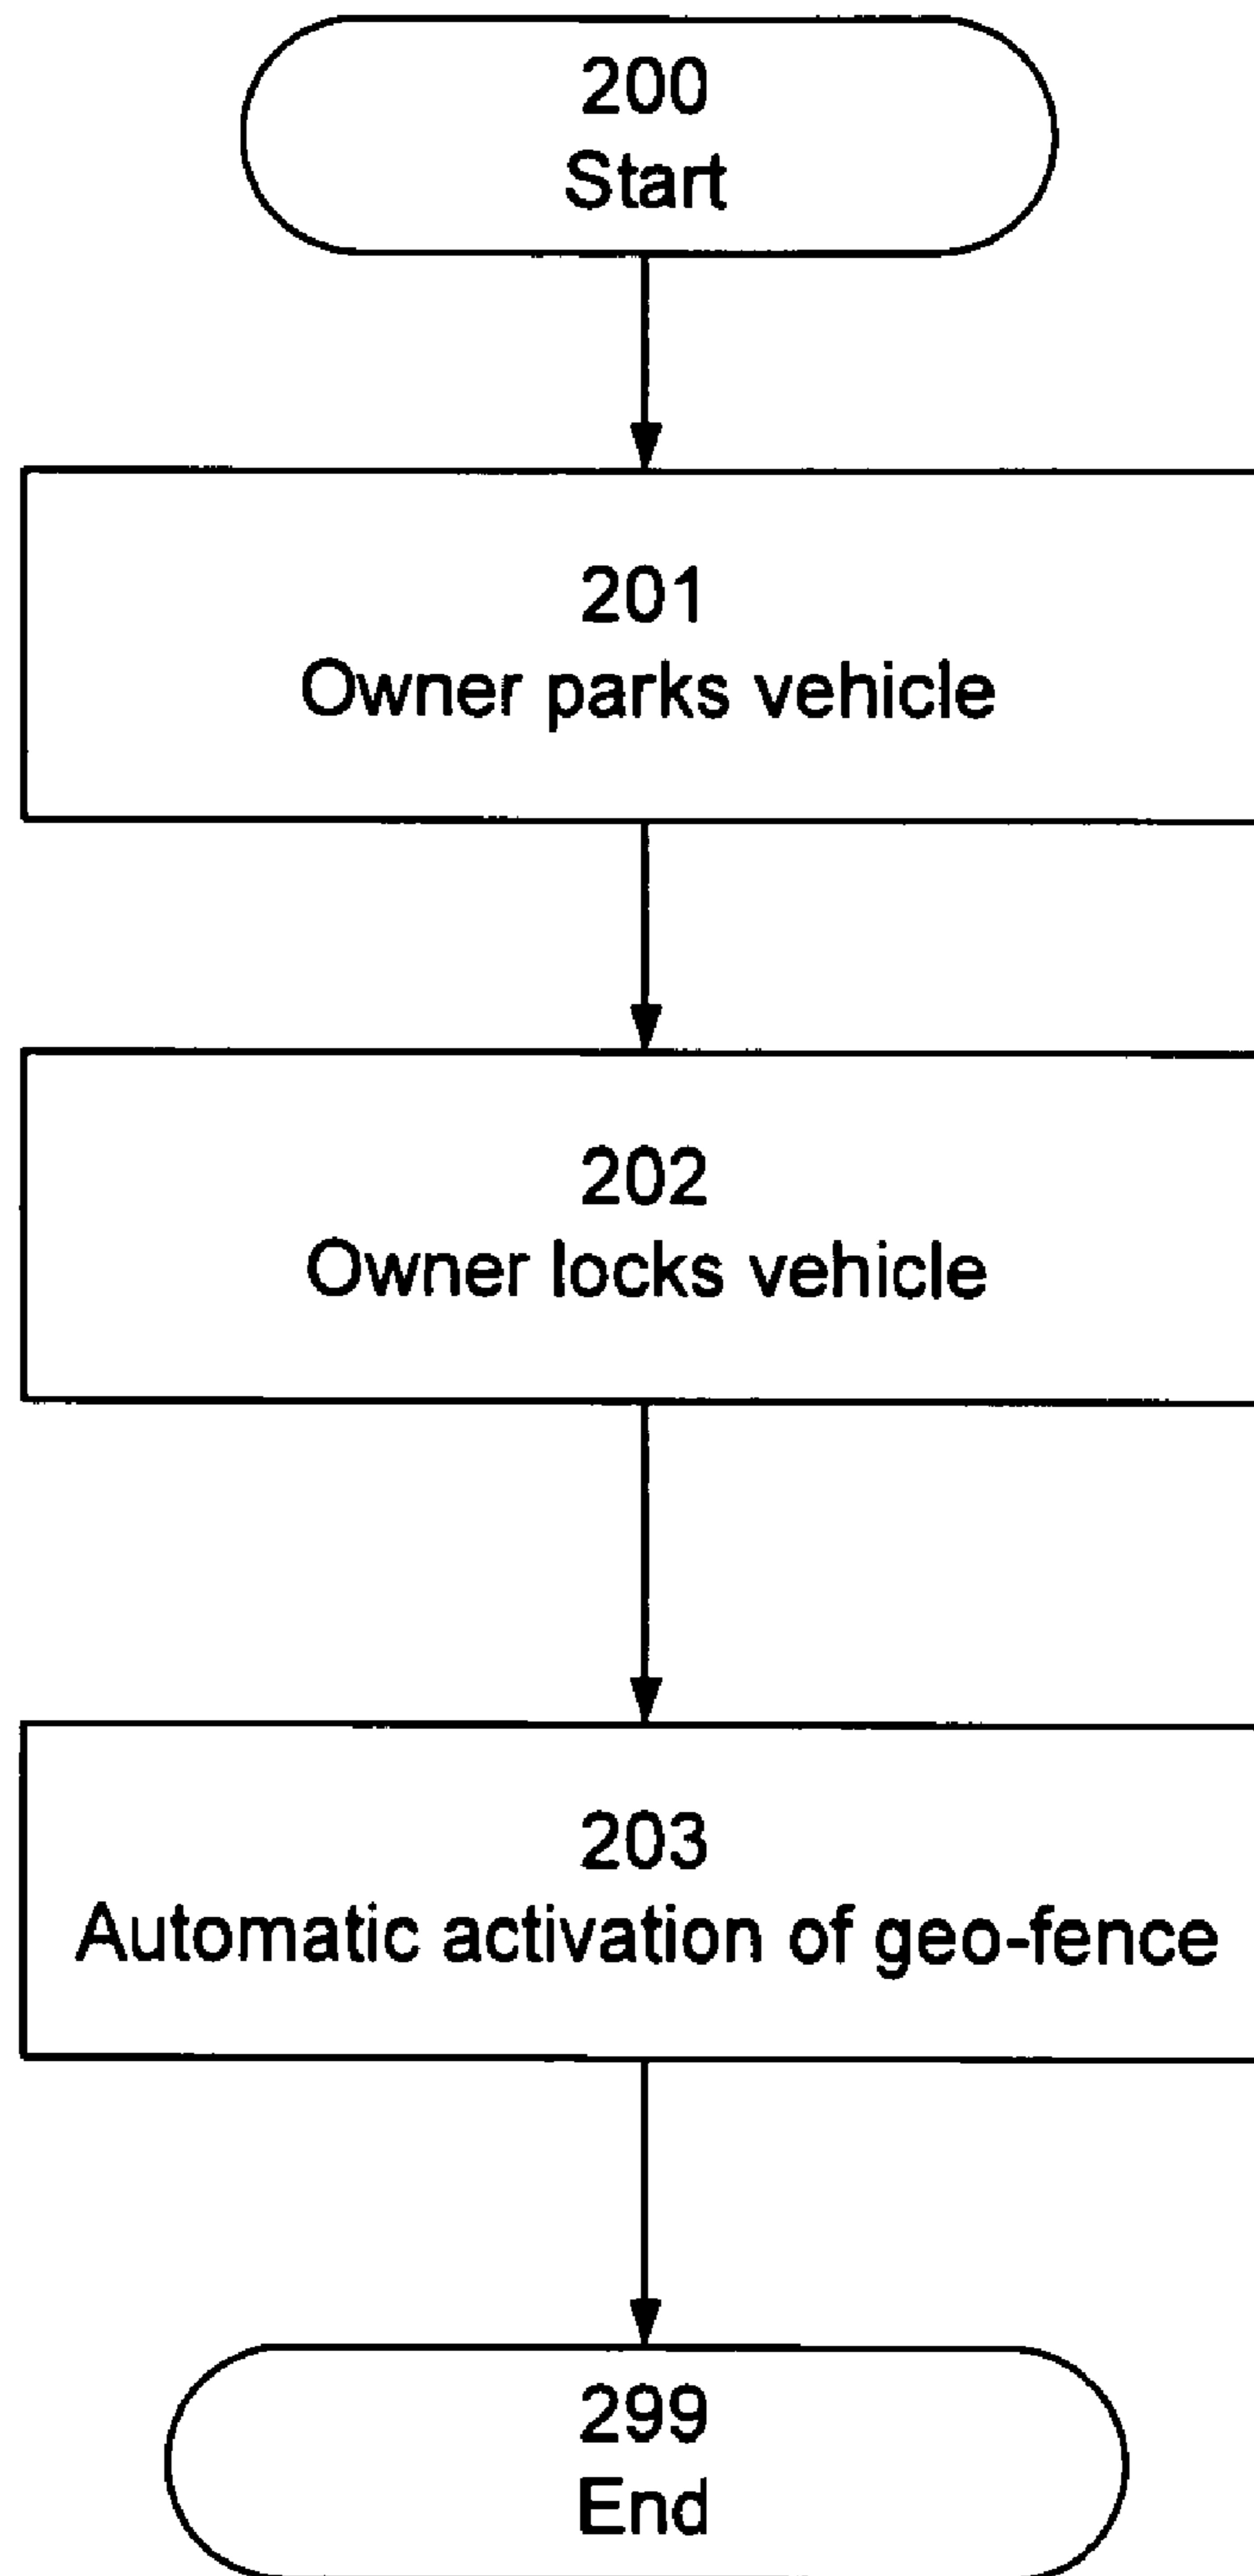 200
Start
201
Owner parks vehicle
202
Owner locks vehicle
203
Automatic activation of geo-fence
299
End